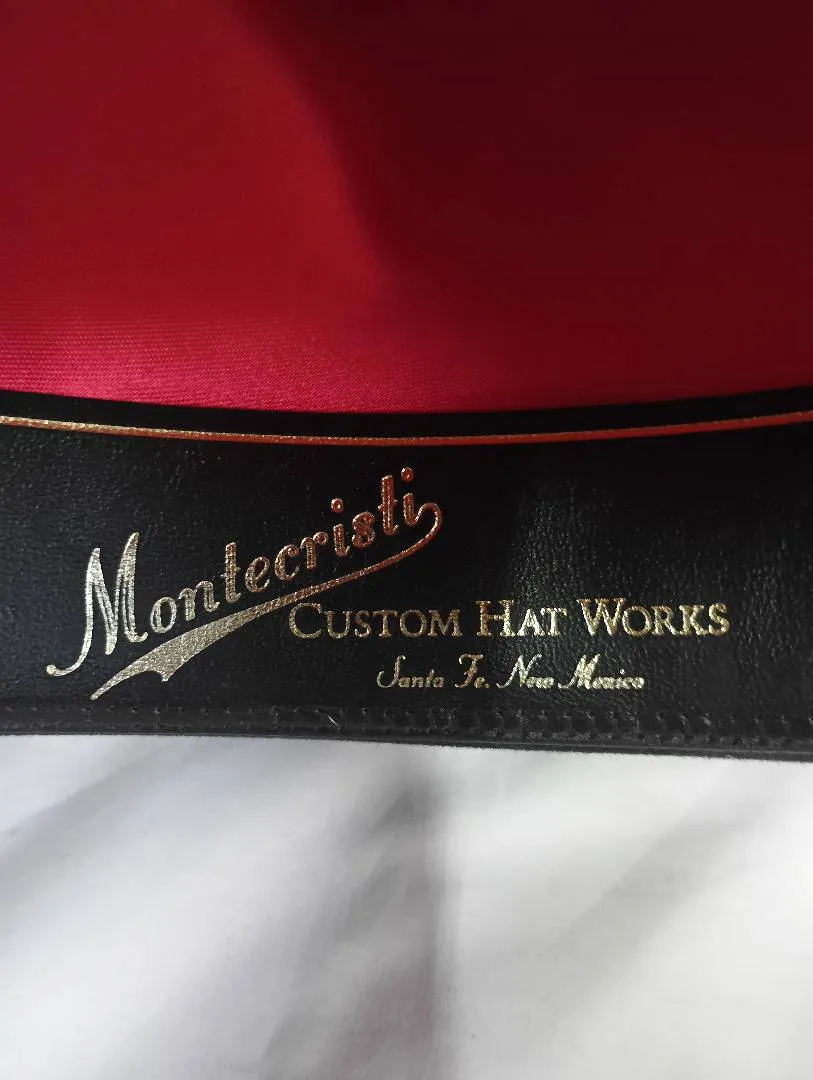 Montecristi
CUSTOM HAT WORKS
Santa Fe. New Mexico